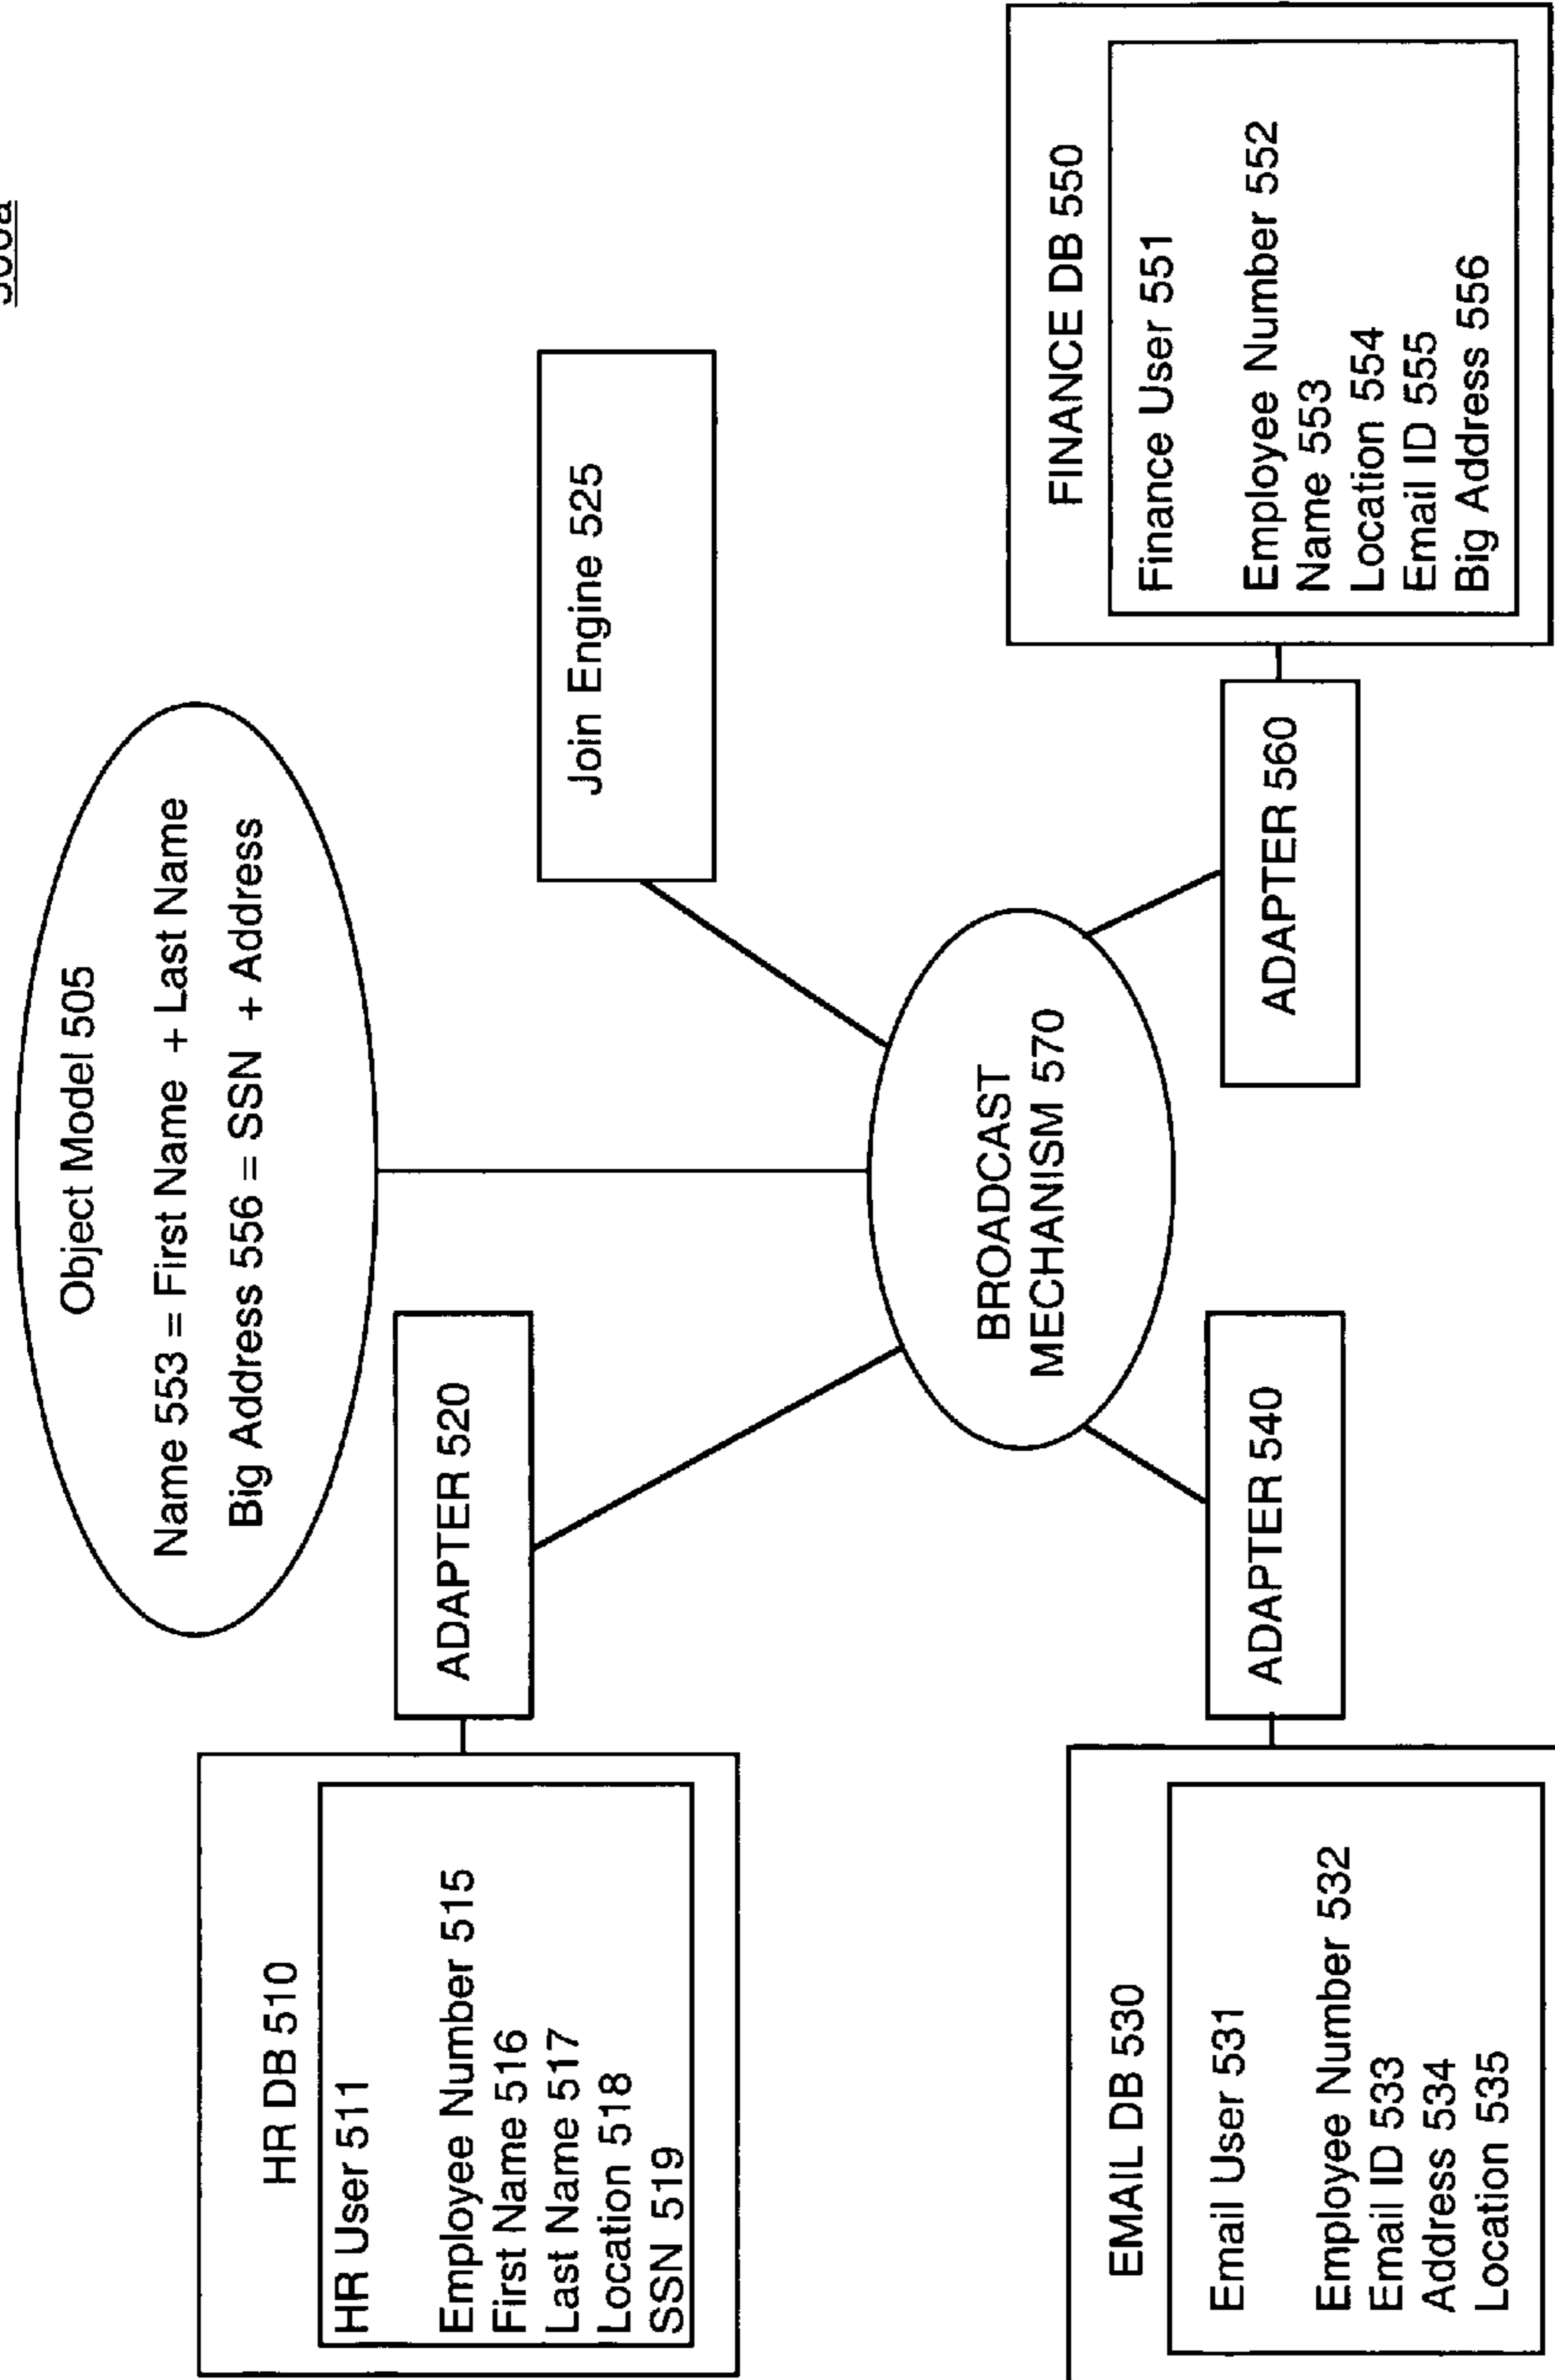 500a
Object Model 505
Name 553 = First Name + Last Name
Big Address 556 = SSN + Address
HR DB 510
HR User 511
Employee Number 515
First Name 516
Last Name 517
Location 518
SSN 519
ADAPTER 520
Join Engine 525
BROADCAST
MECHANISM 570
EMAIL DB 530
Email User 531
Employee Number 532
Email ID 533
Address 534
Location 535
ADAPTER 540
ADAPTER 560
FINANCE DB 550
Finance User 551
Employee Number 552
Name 553
Location 554
Email ID 555
Big Address 556